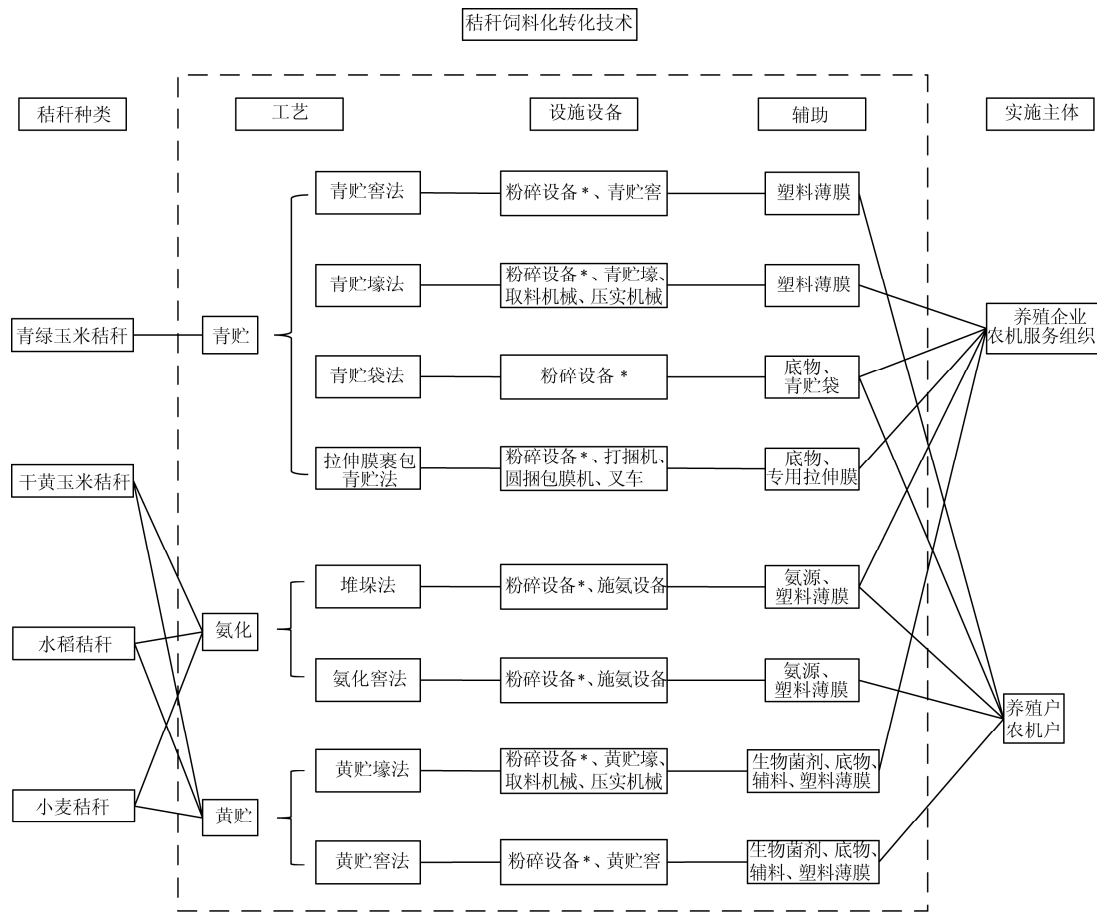 秸秆饲料化转化技术
秸秆种类
工艺
设施设备
辅助
实施主体
青贮窖法
粉碎设备*、青贮窖
塑料薄膜
青贮壕法
粉碎设备*、青贮壕、
取料机械、压实机械
塑料薄膜
青绿玉米秸秆
青贮
养殖企业
农机服务组织
青贮袋法
粉碎设备*
底物、
青贮袋
干黄玉米秸秆
拉伸膜裹包
青贮法
粉碎设备*、打捆机、
圆捆包膜机、叉车
底物、
专用拉伸膜
堆垛法
粉碎设备*、施氨设备
氨源、
塑料薄膜
水稻秸秆
氨化
氨化窖法
粉碎设备*、施氨设备
氨源、
塑料薄膜
养殖户
农机户
黄贮壕法
粉碎设备*、黄贮壕、
取料机械、压实机械
生物菌剂、底物、
辅料、塑料薄膜
小麦秸秆
黄贮
黄贮窖法
粉碎设备*、黄贮窖
生物菌剂、底物、
辅料、塑料薄膜